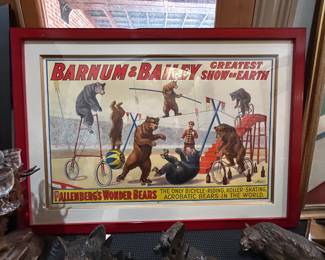 BARNUM & BAILEY GREATEST
SHOW ON EARTH
PALLENBERG'S WONDER BEARS THE ONLY BICYCLE-RIDING, ROLLER-SKATING,
ACROBATIC BEARS IN THE WORLD.